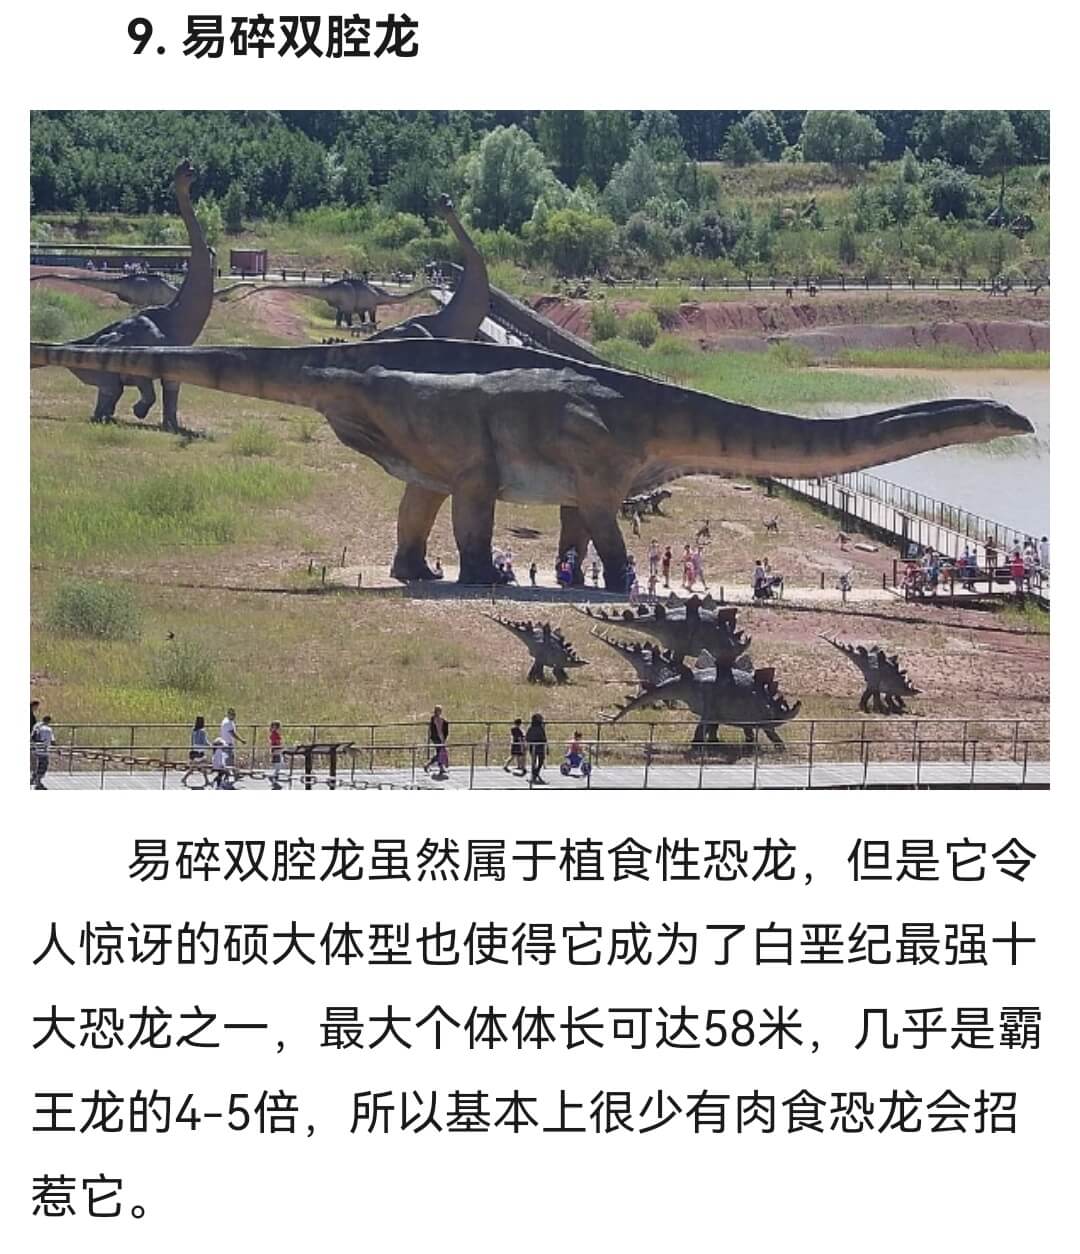 9. 易碎双腔龙
易碎双腔龙虽然属于植食性恐龙，但是它令
人惊讶的硕大体型也使得它成为了白垩纪最强十
大恐龙之一，最大个体体长可达58米，几乎是霸
王龙的4-5倍，所以基本上很少有肉食恐龙会招
惹它。